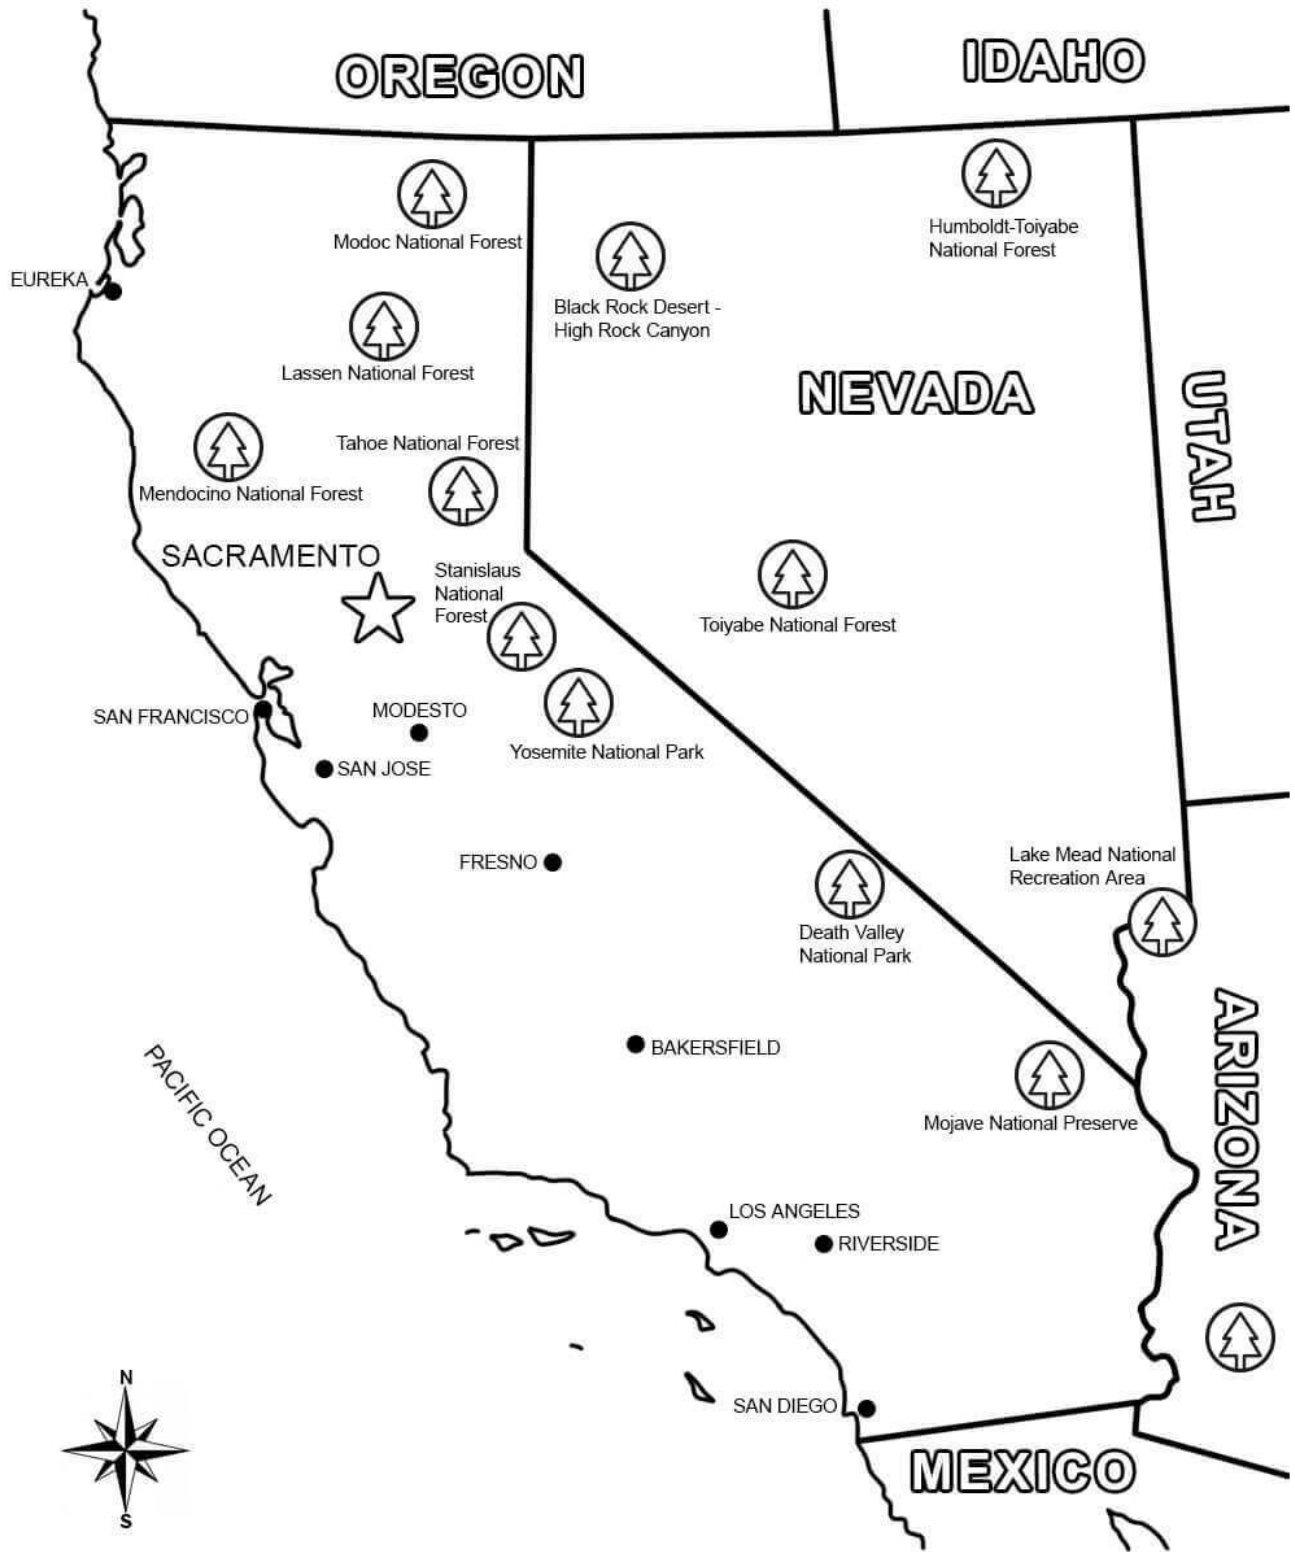 OREGON
IDAHO
Modoc National Forest
Humboldt-Toiyabe
National Forest
EUREKA
Black Rock Desert -
High Rock Canyon
Lassen National Forest
NEVADA
UTAH
Tahoe National Forest
Mendocino National Forest
SACRAMENTO
Stanislaus
National
Forest
Toiyabe National Forest
SAN FRANCISCO
MODESTO
Yosemite National Park
SAN JOSE
FRESNO
Lake Mead National
Recreation Area
Death Valley
National Park
ARIZONA
BAKERSFIELD
PACIFIC OCEAN
Mojave National Preserve
LOS ANGELES
RIVERSIDE
N
SAN DIEGO
MEXICO
S